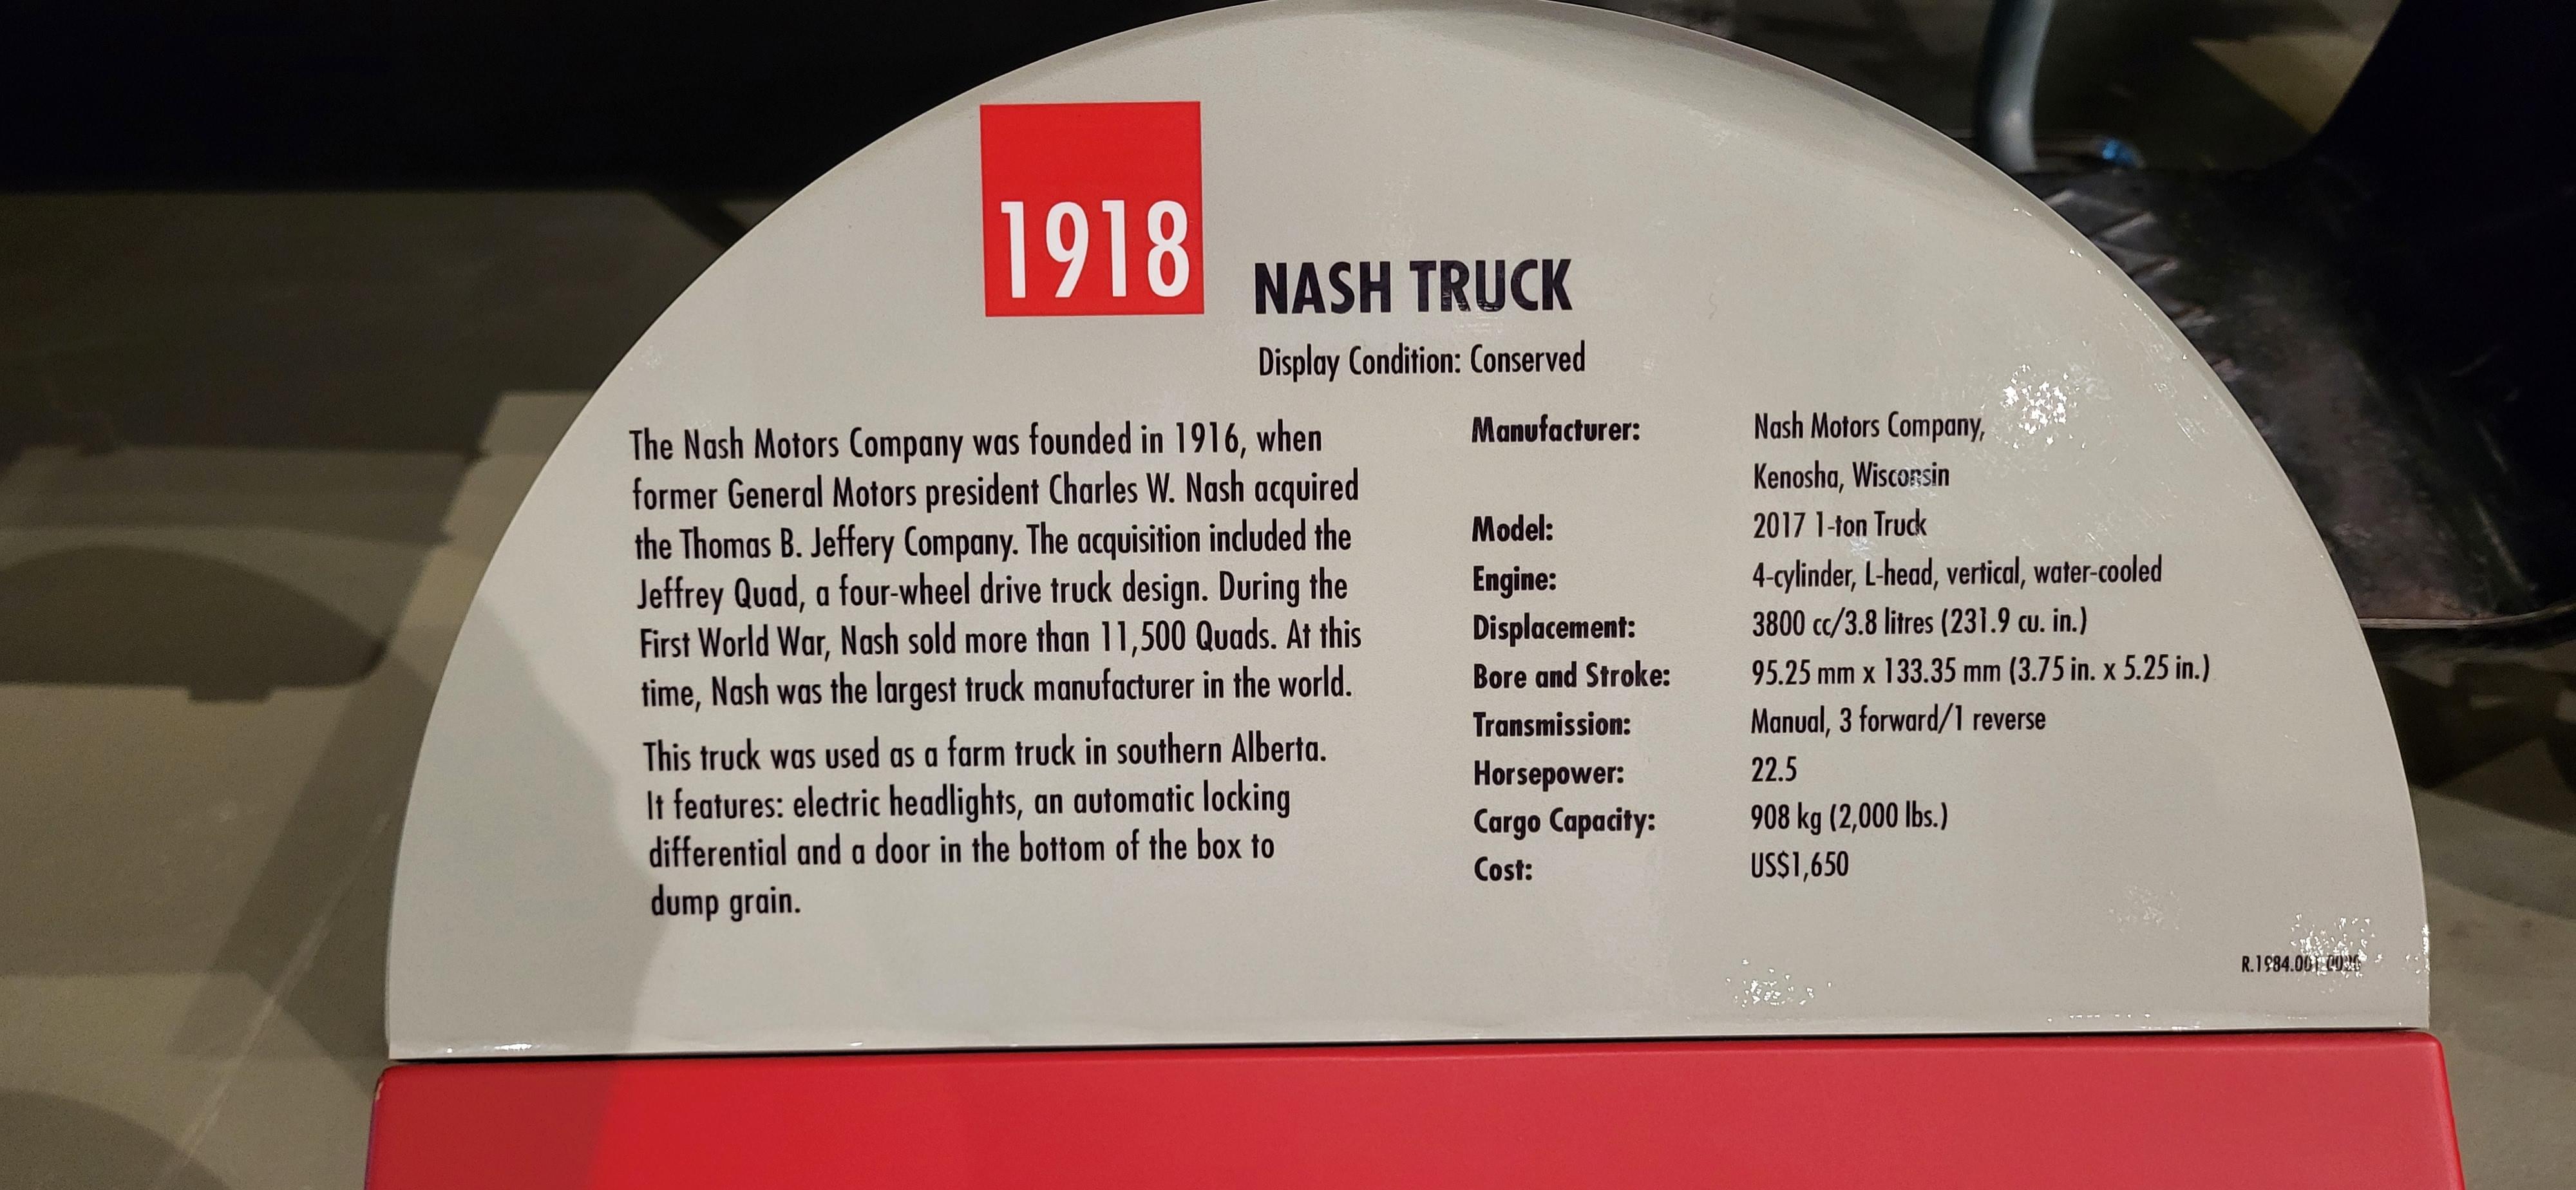 1918
NASH TRUCK
Display Condition: Conserved
The Nash Motors Company was founded in 1916, when
former General Motors president Charles W. Nash acquired
the Thomas B. Jeffery Company. The acquisition included the
Jeffrey Quad, a four-wheel drive truck design. During the
First World War, Nash sold more than 11,500 Quads. At this
time, Nash was the largest truck manufacturer in the world.
This truck was used as a farm truck in southern Alberta.
It features: electric headlights, an automatic locking
differential and a door in the bottom of the box to
dump grain.
Manufacturer: Nash Motors Company,
Kenosha, Wisconsin
Model: 2017 1-ton Truck
Engine: 4-cylinder, L-head, vertical, water-cooled
Displacement: 3800 cc/3.8 litres (231.9 cu. in.)
Bore and Stroke: 95.25 mm x 133.35 mm (3.75 in. x 5.25 in.)
Transmission: Manual, 3 forward/1 reverse
Horsepower: 22.5
Cargo Capacity: 908 kg (2,000 lbs.)
Cost: US$1,650